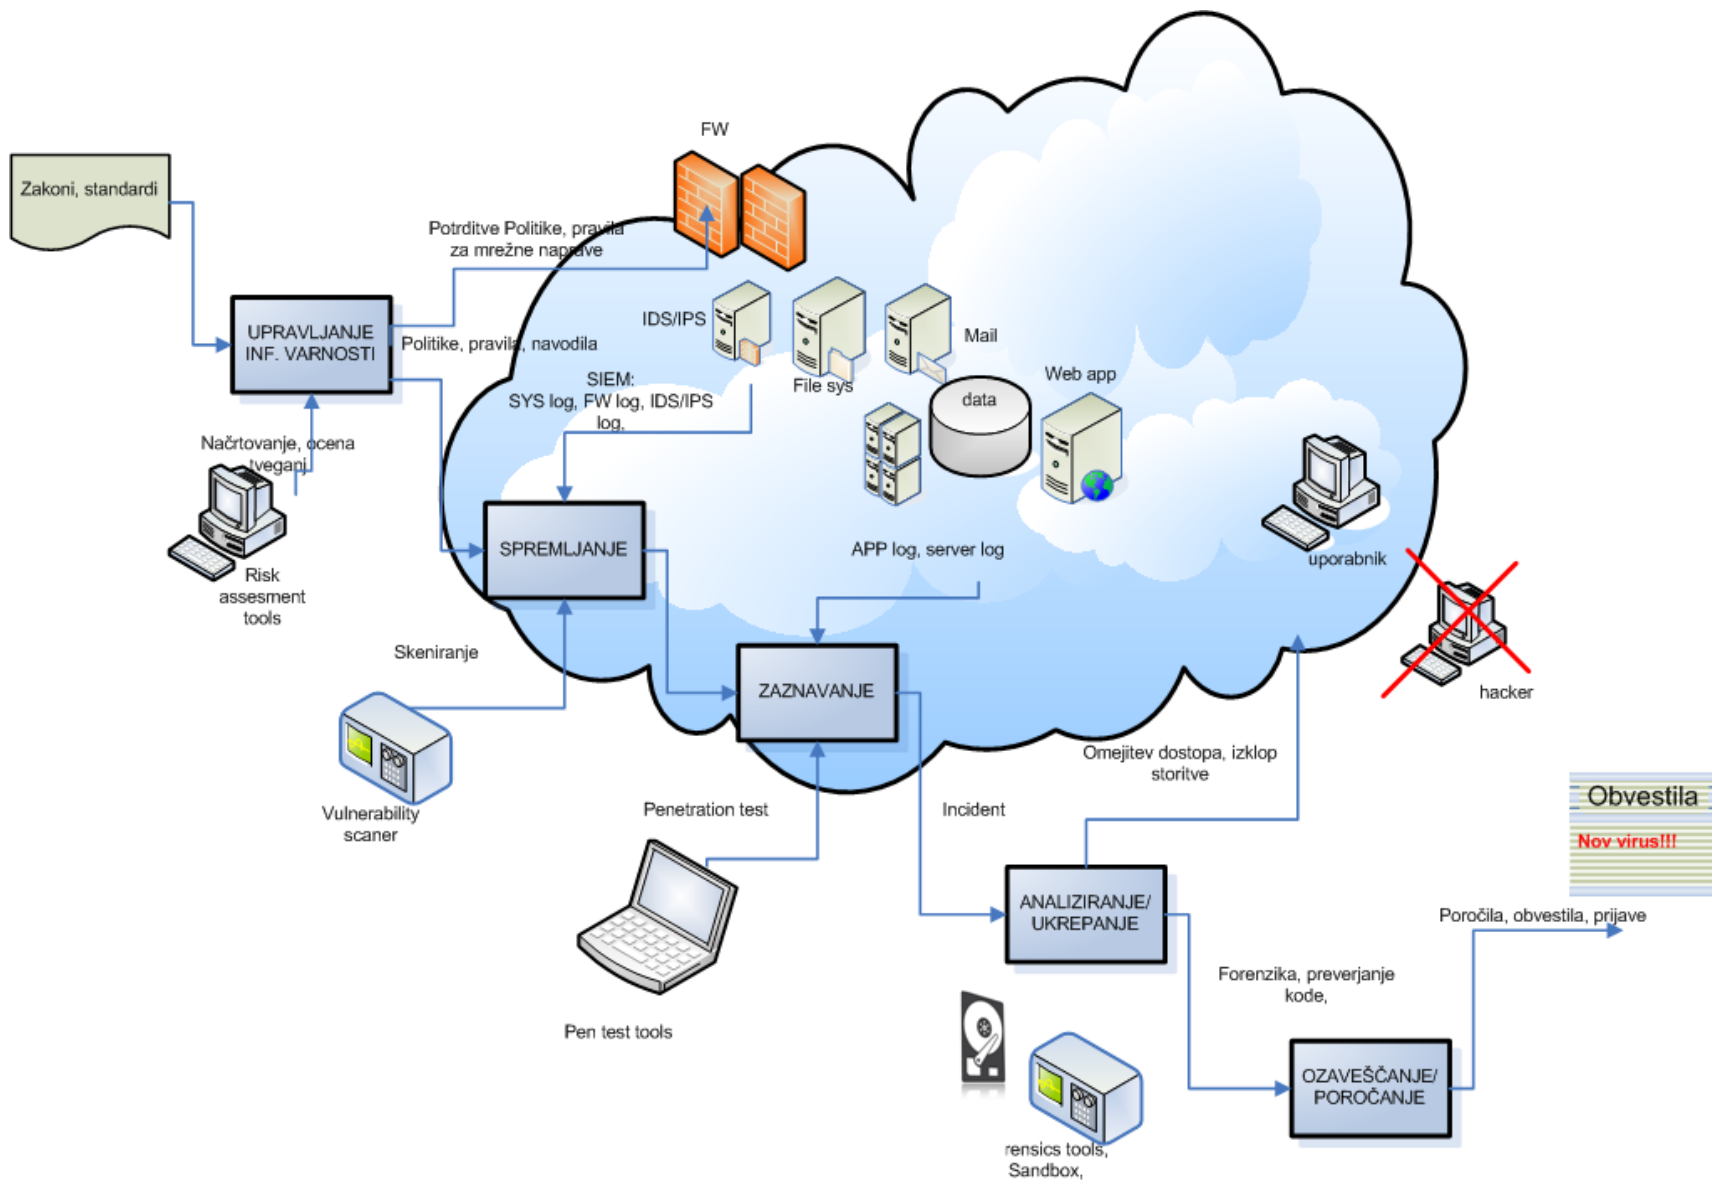 FW
Zakoni, standardi
Potrditve Politike, pravila
za mrežne naprave
UPRAVLJANJE
INF. VARNOSTI
Politike, pravila, navodila
IDS/IPS
File sys
Mail
Web app
data
SIEM:
SYS log, FW log, IDS/IPS
log,
Načrtovanje, ocena
tveganj
Risk
assesment
tools
SPREMLJANJE
APP log, server log
uporabnik
hacker
Skeniranje
ZAZNAVANJE
Vulnerability
scaner
Penetration test
Incident
Omejitev dostopa, izklop
storitve
Obvestila
Nov virus!!!
Pen test tools
ANALIZIRANJE/
UKREPANJE
Poročila, obvestila, prijave
Forenzika, preverjanje
kode,
OZAVEŠČANJE/
POROČANJE
rensics tools,
Sandbox,